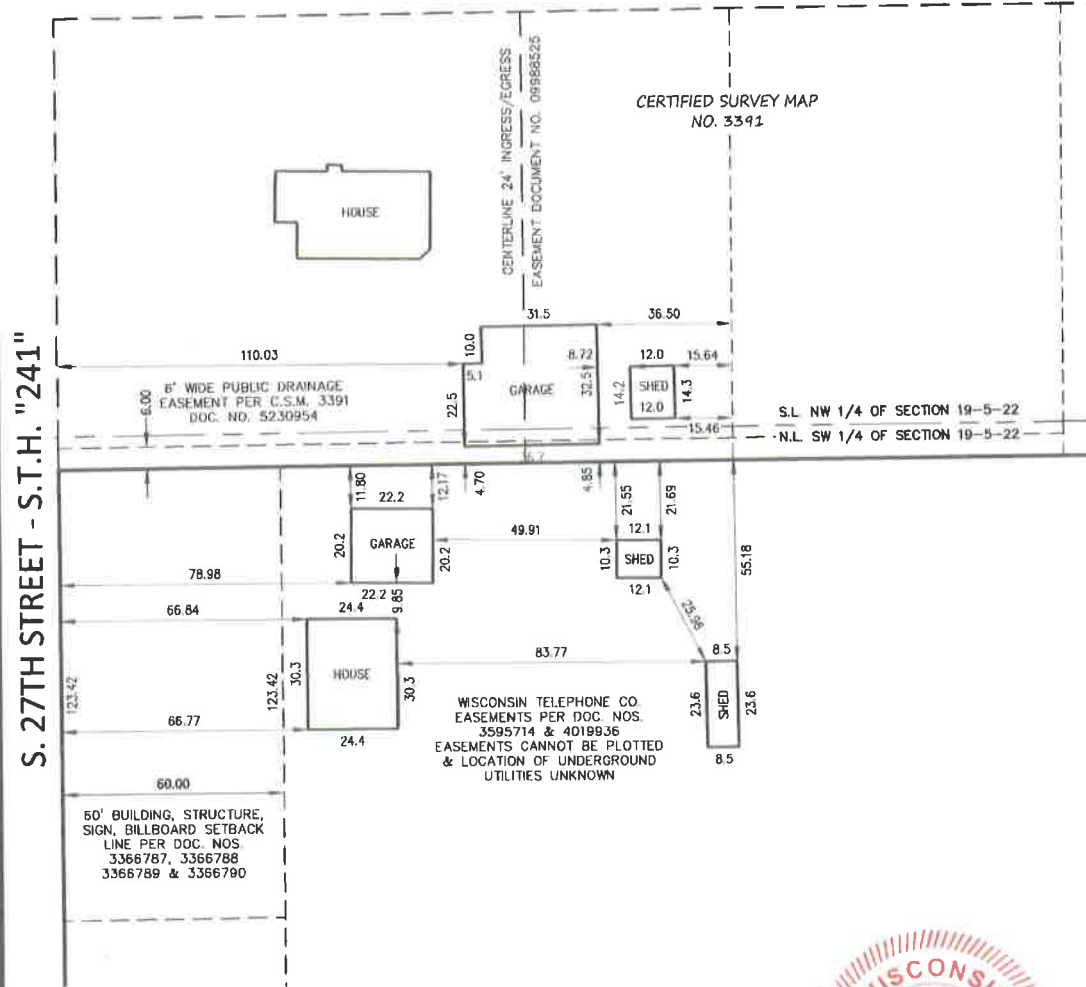 CERTIFIED SURVEY MAP
NO. 3391
CENTERLINE 24' INGRESS/EGRESS
EASEMENT DOCUMENT NO. 09988525
HOUSE
31.5
36.50
110.03
10.0
5.1
8.72
12.0
15.64
6' WIDE PUBLIC DRAINAGE
EASEMENT PER C.S.M. 3391
DOC. NO. 5230954
6.00
22.5
GARAGE
32.5
14.2
SHED
14.3
12.0
15.46
S.L. NW 1/4 OF SECTION 19-5-22
N.L. SW 1/4 OF SECTION 19-5-22
S. 27TH STREET - S.T.H. "241"
11.80
22.2
12.17
4.70
4.85
21.55
21.69
12.1
49.91
20.2
GARAGE
20.2
10.3
SHED
10.3
55.18
78.98
22.2
9.85
12.1
66.84
24.4
25.98
83.77
8.5
123.42
123.42
30.3
HOUSE
30.3
23.6
SHED
23.6
66.77
24.4
8.5
WISCONSIN TELEPHONE CO.
EASEMENTS PER DOC. NOS.
3595714 & 4019936
EASEMENTS CANNOT BE PLOTTED
& LOCATION OF UNDERGROUND
UTILITIES UNKNOWN
60.00
60' BUILDING, STRUCTURE,
SIGN, BILLBOARD SETBACK
LINE PER DOC. NOS.
3366787, 3366788
3366789 & 3366790